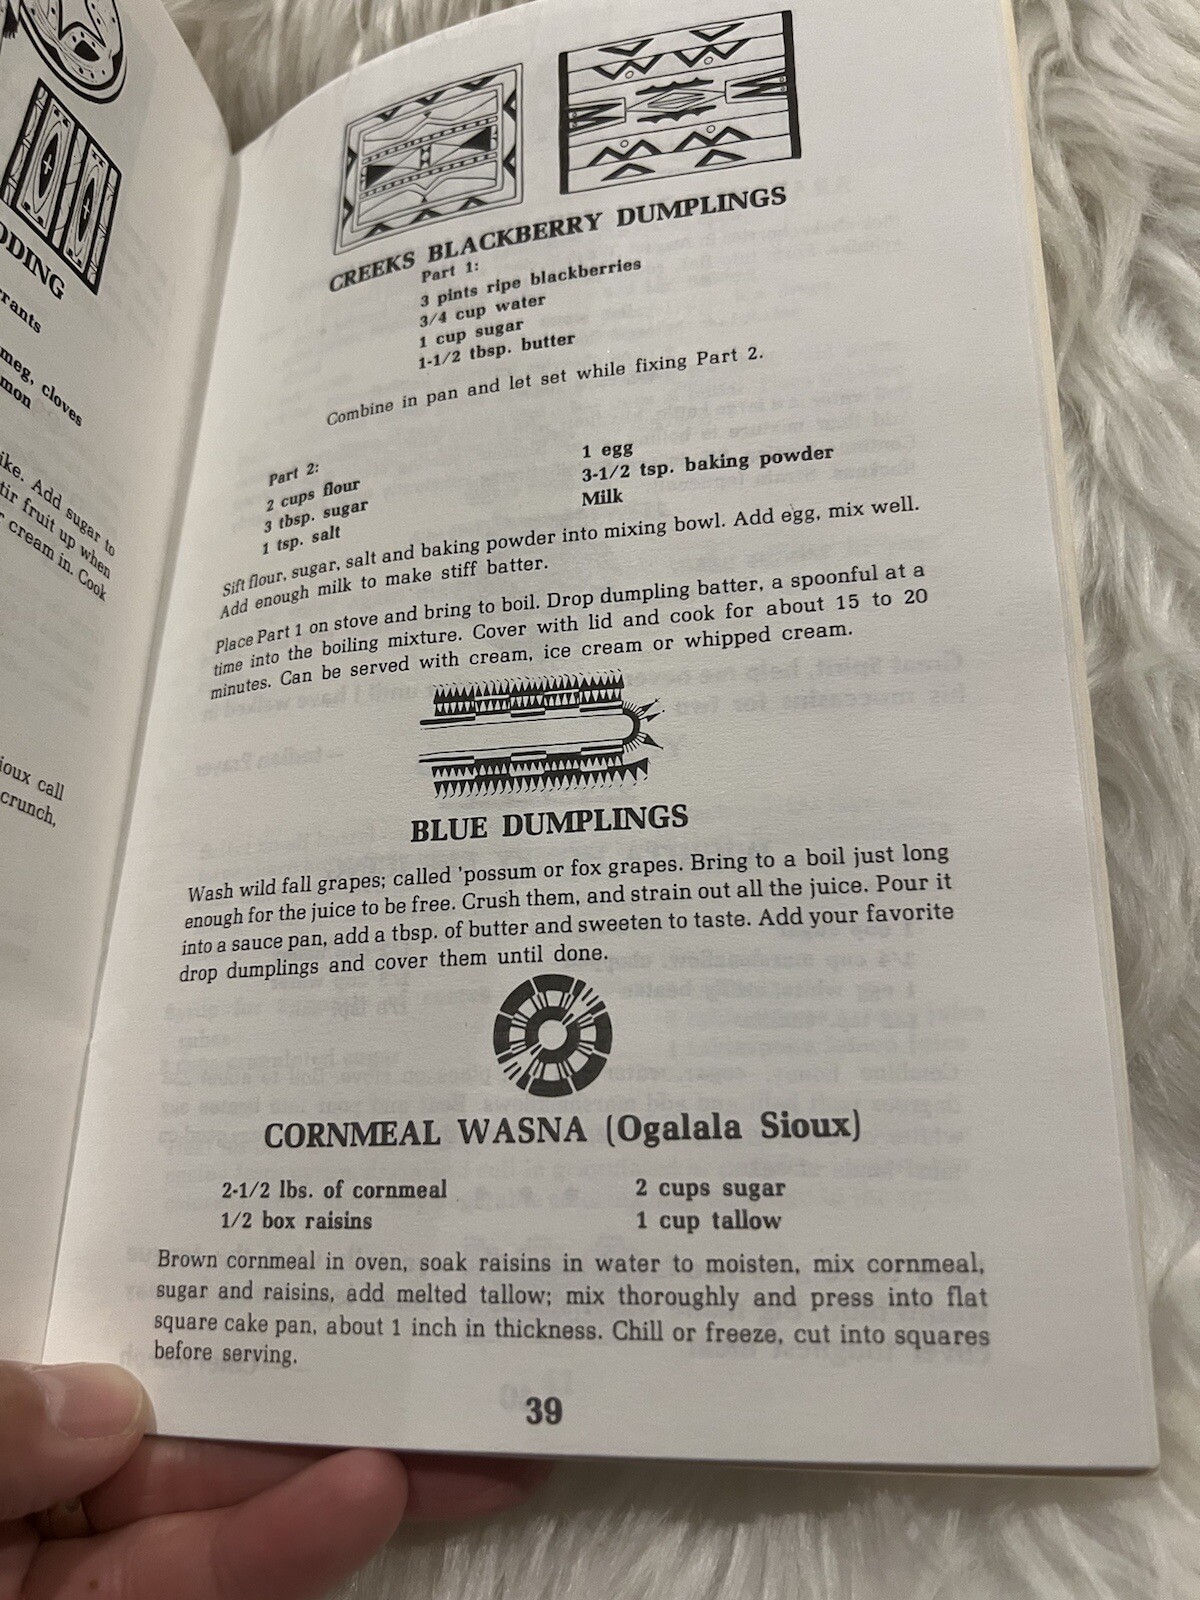 DDING
rrants
meg, cloves
mon
ike. Add sugar to
tir fruit up when
r cream in. Cook
ioux call
crunch,
CREEKS BLACKBERRY DUMPLINGS
Part 1:
3 pints ripe blackberries
3/4 cup water
1 cup sugar
1-1/2 tbsp. butter
Combine in pan and let set while fixing Part 2.
Part 2:
2 cups flour
3 tbsp. sugar
1 tsp. salt
1 egg
3-1/2 tsp. baking powder
Milk
Sift flour, sugar, salt and baking powder into mixing bowl. Add egg, mix well.
Add enough milk to make stiff batter.
Place Part 1 on stove and bring to boil. Drop dumpling batter, a spoonful at a
time into the boiling mixture. Cover with lid and cook for about 15 to 20
minutes. Can be served with cream, ice cream or whipped cream.
BLUE DUMPLINGS
Wash wild fall grapes; called 'possum or fox grapes. Bring to a boil just long
enough for the juice to be free. Crush them, and strain out all the juice. Pour it
into a sauce pan, add a tbsp. of butter and sweeten to taste. Add your favorite
drop dumplings and cover them until done.
CORNMEAL WASNA (Ogalala Sioux)
2-1/2 lbs. of cornmeal
1/2 box raisins
2 cups sugar
1 cup tallow
Brown cornmeal in oven, soak raisins in water to moisten, mix cornmeal,
sugar and raisins, add melted tallow; mix thoroughly and press into flat
square cake pan, about 1 inch in thickness. Chill or freeze, cut into squares
before serving.
39